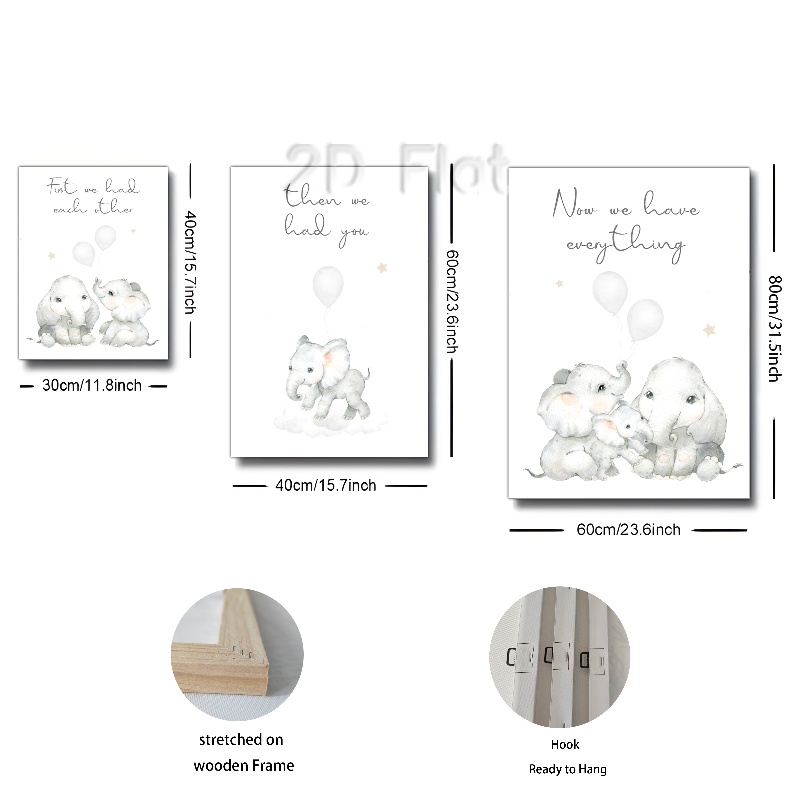 2D Flat
First we had
each other
40cm/15.7inch
30cm/11.8inch
then we
had you
60cm/23.6inch
40cm/15.7inch
Now we have
everything
80cm/31.5inch
60cm/23.6inch
stretched on
wooden Frame
Hook
Ready to Hang